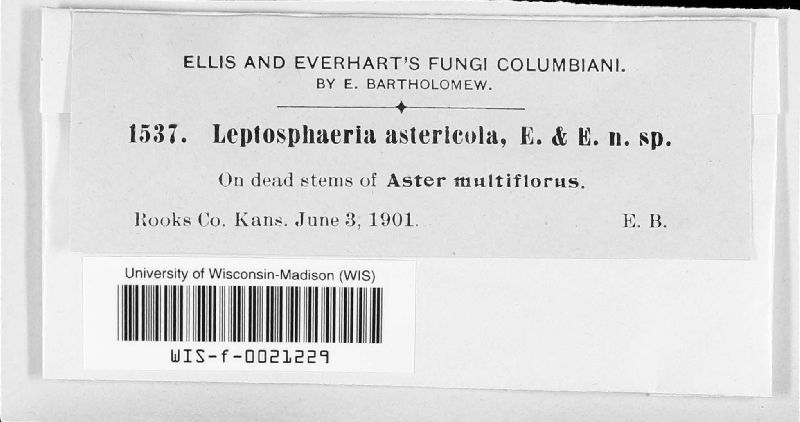 ELLIS AND EVERHART'S FUNGI COLUMBIANI.
BY E. BARTHOLOMEW.
1537. Leptosphaeria astericola, E. & E. n. sp.
On dead stems of Aster multiflorus.
Rooks Co. Kans. June 3, 1901. E. B.
University of Wisconsin-Madison (WIS)
WIS-f-0021229